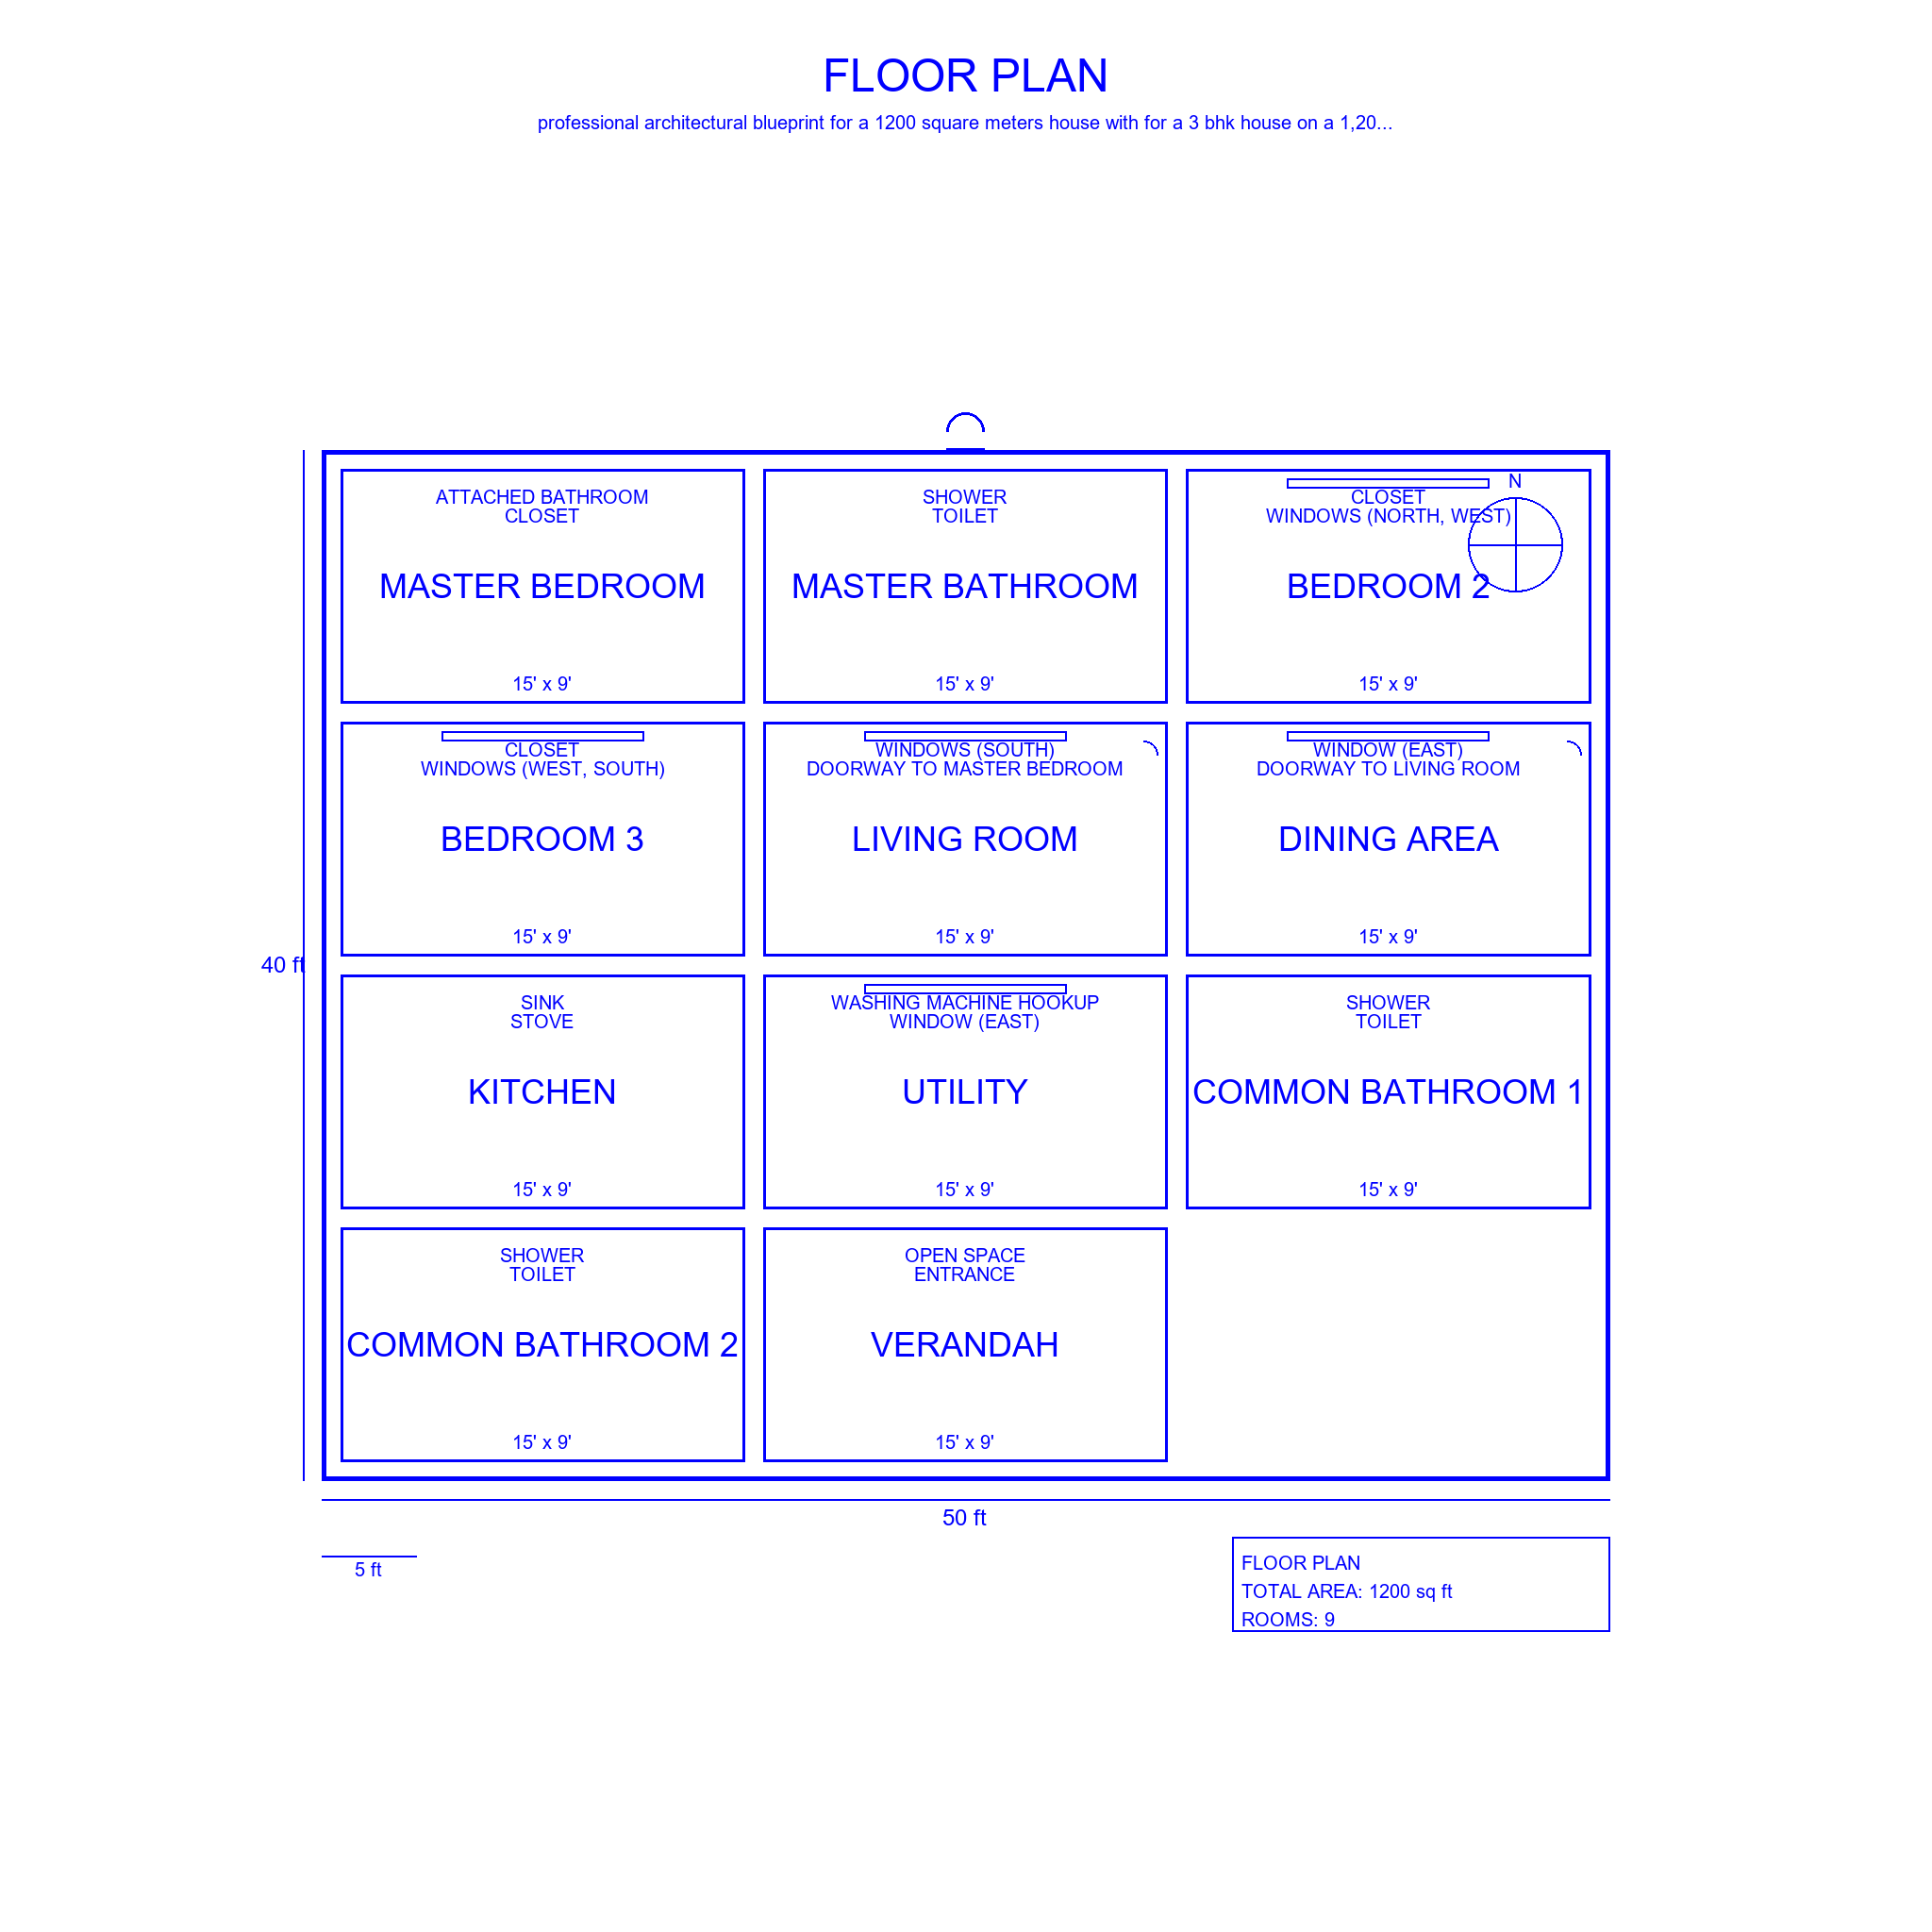 FLOOR PLAN
professional architectural blueprint for a 1200 square meters house with for a 3 bhk house on a 1,20...
ATTACHED BATHROOM
CLOSET
MASTER BEDROOM
15' x 9'
SHOWER
TOILET
MASTER BATHROOM
15' x 9'
N
CLOSET
WINDOWS (NORTH, WEST)
BEDROOM 2
15' x 9'
CLOSET
WINDOWS (WEST, SOUTH)
BEDROOM 3
15' x 9'
WINDOWS (SOUTH)
DOORWAY TO MASTER BEDROOM
LIVING ROOM
15' x 9'
WINDOW (EAST)
DOORWAY TO LIVING ROOM
DINING AREA
15' x 9'
40 ft
SINK
STOVE
KITCHEN
15' x 9'
WASHING MACHINE HOOKUP
WINDOW (EAST)
UTILITY
15' x 9'
SHOWER
TOILET
COMMON BATHROOM 1
15' x 9'
SHOWER
TOILET
COMMON BATHROOM 2
15' x 9'
OPEN SPACE
ENTRANCE
VERANDAH
15' x 9'
50 ft
5 ft
FLOOR PLAN
TOTAL AREA: 1200 sq ft
ROOMS: 9